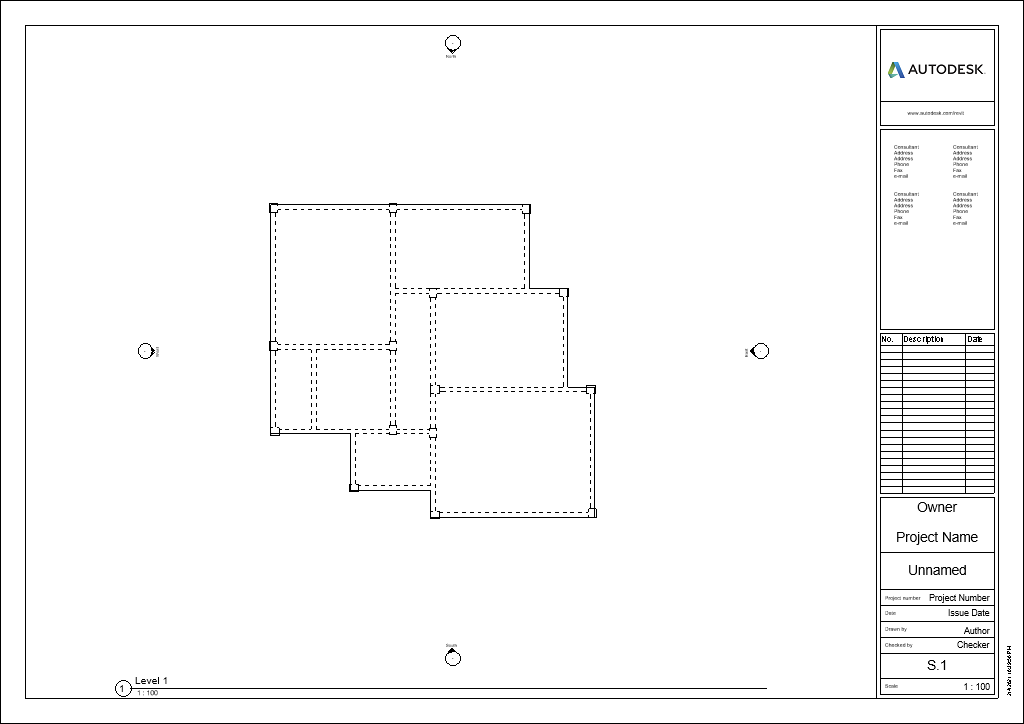 North
AUTODESK.
www.autodesk.com/revit
Consultant
Address
Address
Phone
Fax
e-mail
Consultant
Address
Address
Phone
Fax
e-mail
Consultant
Address
Address
Address
Phone
Fax
e-mail
Consultant
Address
Address
Address
Phone
Fax
e-mail
No. Description Date
Owner
Project Name
Unnamed
Project number Project Number
Date Issue Date
Drawn by Author
Checked by Checker
S.1
Scale 1 : 100
South
1 Level 1
1 : 100